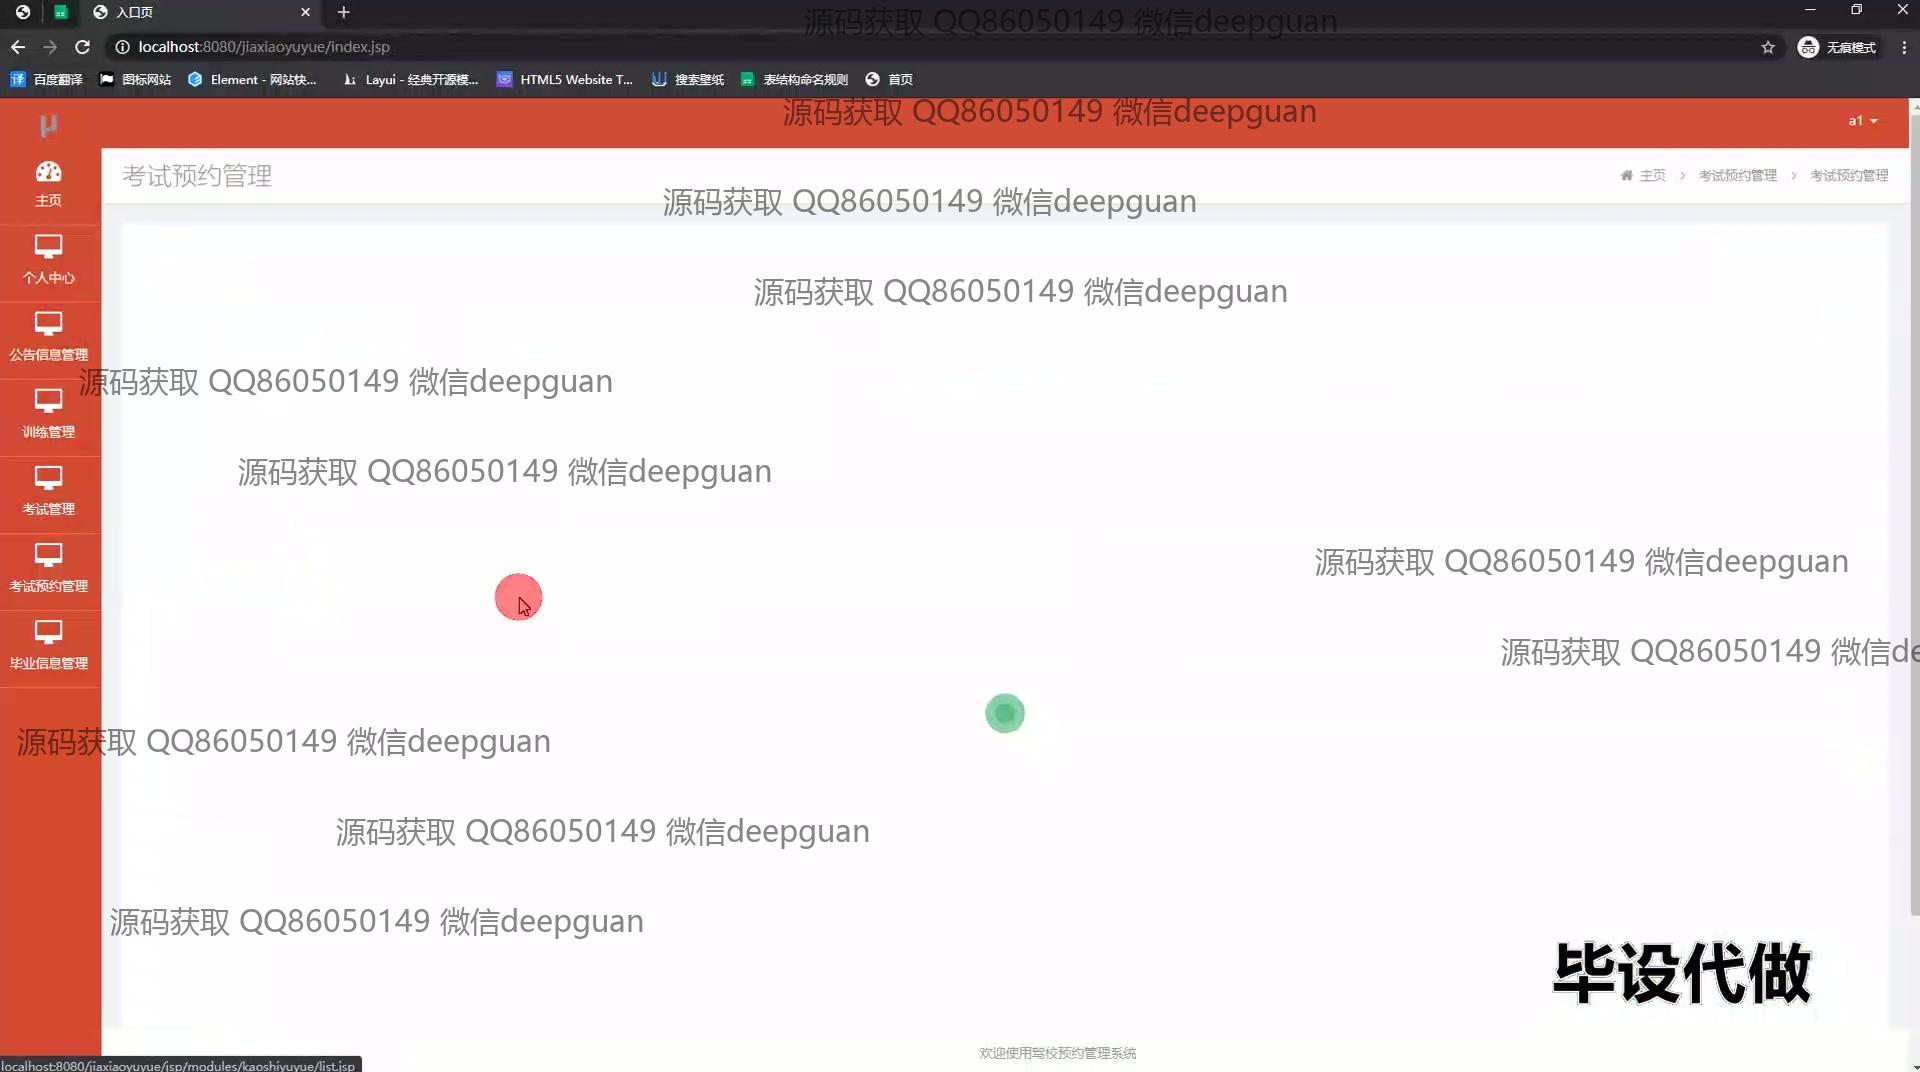 入口页
源码获取 QQ86050149 微信deepguan
localhost:8080/jiaxiaoyuyue/index.jsp
无痕模式
百度翻译
图标网站
Element - 网站快...
Layui - 经典开源模...
HTML5 Website T...
搜索壁纸
表结构命名规则
首页
源码获取 QQ86050149 微信deepguan
a1
主页
考试预约管理
主页 > 考试预约管理 > 考试预约管理
源码获取 QQ86050149 微信deepguan
个人中心
源码获取 QQ86050149 微信deepguan
公告信息管理
源码获取 QQ86050149 微信deepguan
训练管理
源码获取 QQ86050149 微信deepguan
考试管理
源码获取 QQ86050149 微信deepguan
考试预约管理
源码获取 QQ86050149 微信de
毕业信息管理
源码获取 QQ86050149 微信deepguan
源码获取 QQ86050149 微信deepguan
源码获取 QQ86050149 微信deepguan
毕设代做
欢迎使用驾校预约管理系统
localhost:8080/jiaxiaoyuyue/jsp/modules/kaoshiyuyue/list.jsp